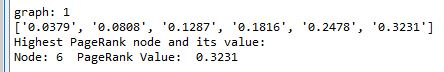 graph: 1
['0.0379', '0.0808', '0.1287', '0.1816', '0.2478', '0.3231']
Highest PageRank node and its value:
Node: 6  PageRank Value:  0.3231